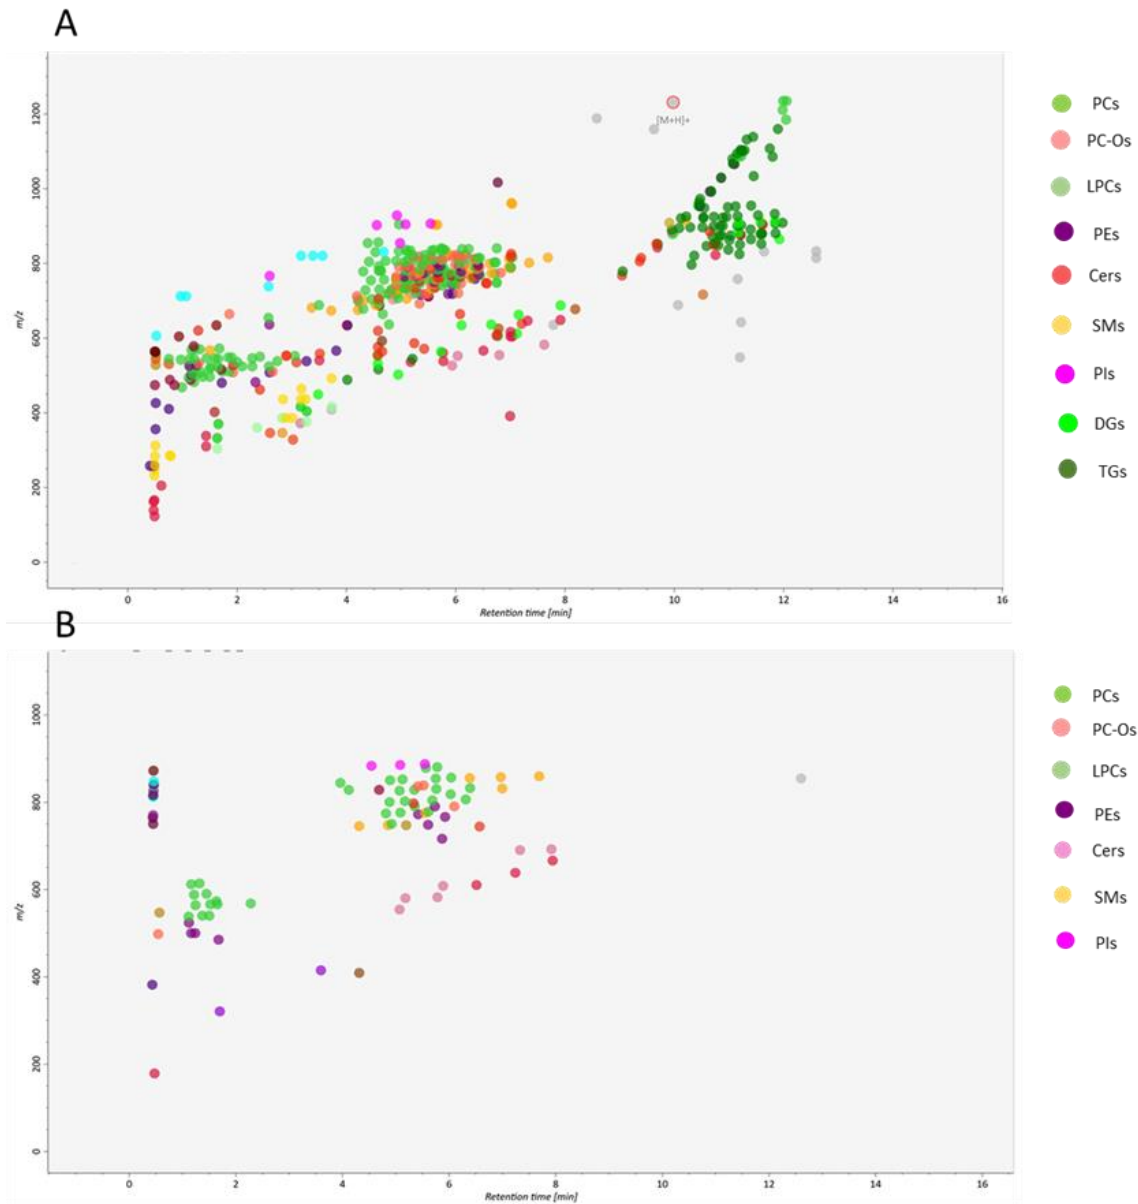 A
m/z
1200
1000
800
600
400
200
0
[M+H]+
0 2 4 6 8 10 12 14 16
Retention time [min]
PCs
PC-Os
LPCs
PEs
Cers
SMs
PIs
DGs
TGs
B
m/z
1000
800
600
400
200
0
0 2 4 6 8 10 12 14 16
Retention time [min]
PCs
PC-Os
LPCs
PEs
Cers
SMs
PIs